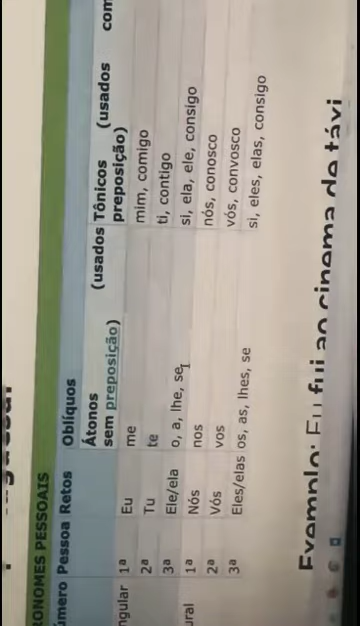 PRONOMES PESSOAIS
Número Pessoa Retos Oblíquos
Átonos (usados Tônicos (usados com
sem preposição) preposição)
Singular 1ª Eu me mim, comigo
2ª Tu te ti, contigo
3ª Ele/ela o, a, lhe, se si, ela, ele, consigo
Plural 1ª Nós nos nós, conosco
2ª Vós vos vós, convosco
3ª Eles/elas os, as, lhes, se si, eles, elas, consigo
Exemplo: Eu fui ao cinema de táxi